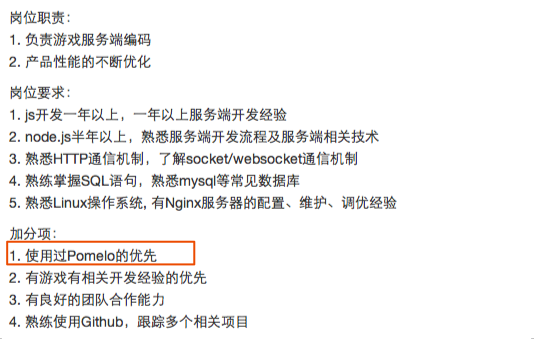 岗位职责：
1. 负责游戏服务端编码
2. 产品性能的不断优化
岗位要求：
1. js开发一年以上，一年以上服务端开发经验
2. node.js半年以上，熟悉服务端开发流程及服务端相关技术
3. 熟悉HTTP通信机制，了解socket/websocket通信机制
4. 熟练掌握SQL语句，熟悉mysql等常见数据库
5. 熟悉Linux操作系统, 有Nginx服务器的配置、维护、调优经验
加分项：
1. 使用过Pomelo的优先
2. 有游戏有相关开发经验的优先
3. 有良好的团队合作能力
4. 熟练使用Github，跟踪多个相关项目